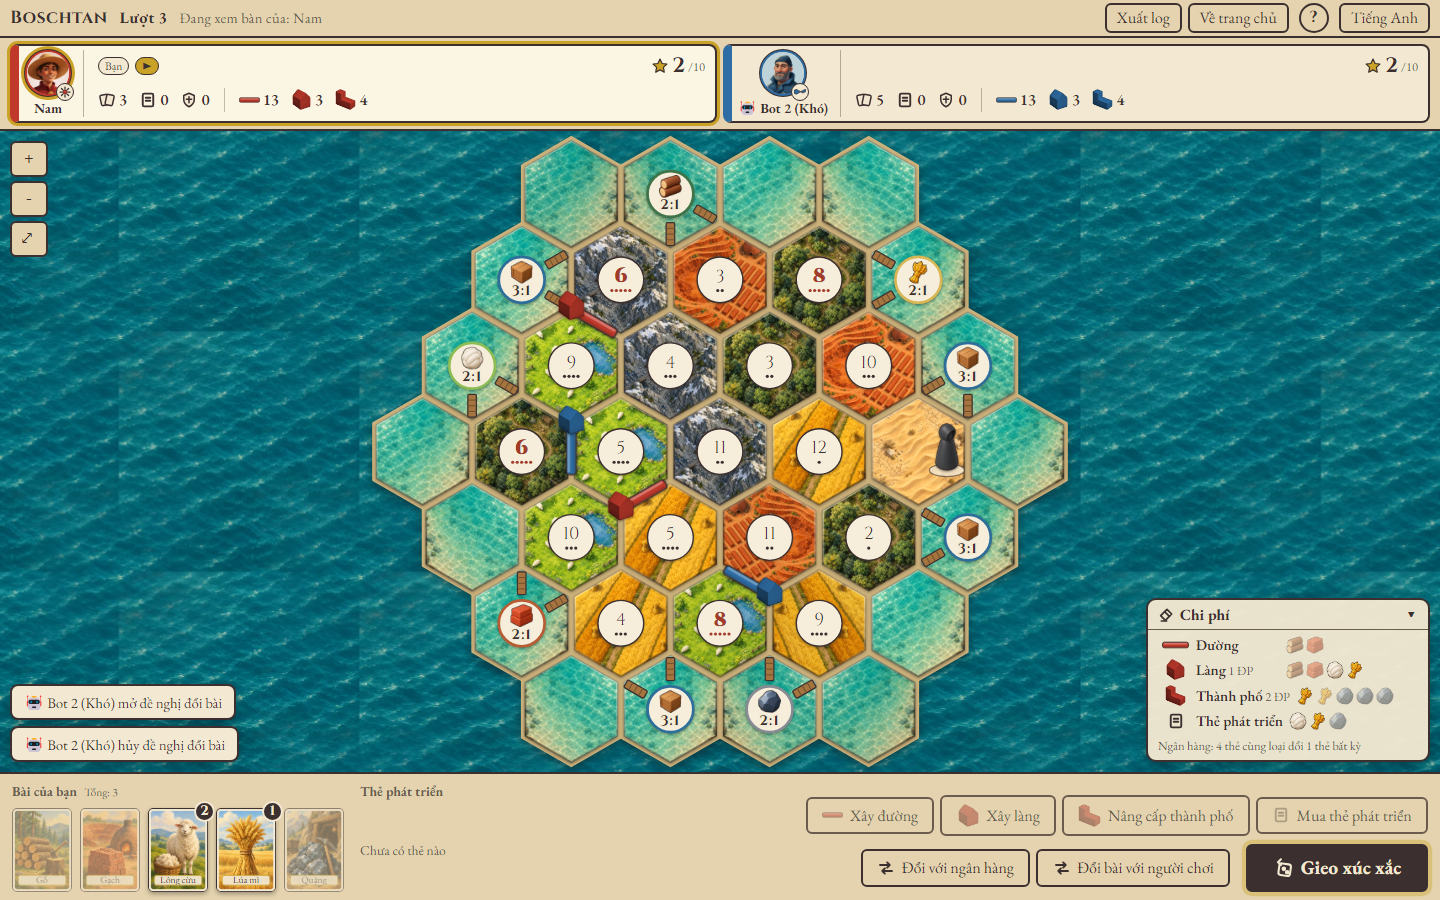 BOSCHTAN Lượt 3 Đang xem bàn của: Nam
Xuất log Về trang chủ ? Tiếng Anh
Bạn 2 /10
3 0 0 13 3 4
Nam
2 /10
5 0 0 13 3 4
Bot 2 (Khó)
+
-
2:1
3:1 6 3 8 2:1
2:1 9 4 3 10 3:1
6 5 11 12
10 5 11 2 3:1
2:1 4 8 9
3:1 2:1
Bot 2 (Khó) mở đề nghị đổi bài
Bot 2 (Khó) hủy đề nghị đổi bài
Chi phí
Đường
Làng 1 ĐP
Thành phố 2 ĐP
Thẻ phát triển
Ngân hàng: 4 thẻ cùng loại đổi 1 thẻ bất kỳ
Bài của bạn Tổng: 3
2 1
Gỗ Gạch Lông cừu Lúa mì Quặng
Thẻ phát triển
Chưa có thẻ nào
Xây đường Xây làng Nâng cấp thành phố Mua thẻ phát triển
Đổi với ngân hàng Đổi bài với người chơi Gieo xúc xắc